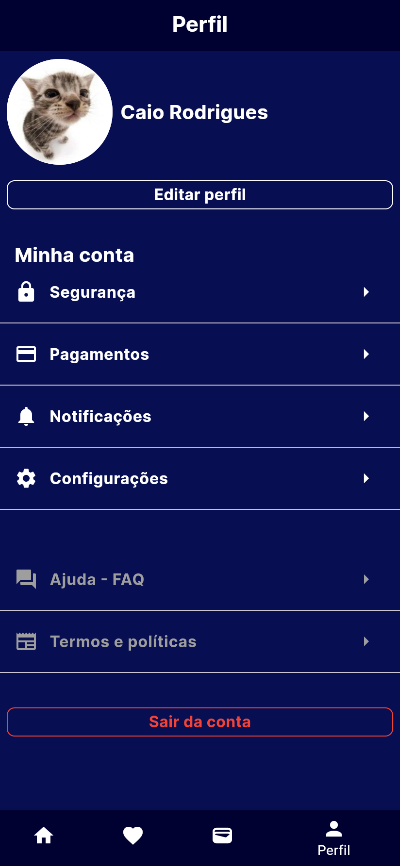 Perfil
Caio Rodrigues
Editar perfil
Minha conta
Segurança
Pagamentos
Notificações
Configurações
Ajuda - FAQ
Termos e políticas
Sair da conta
Perfil